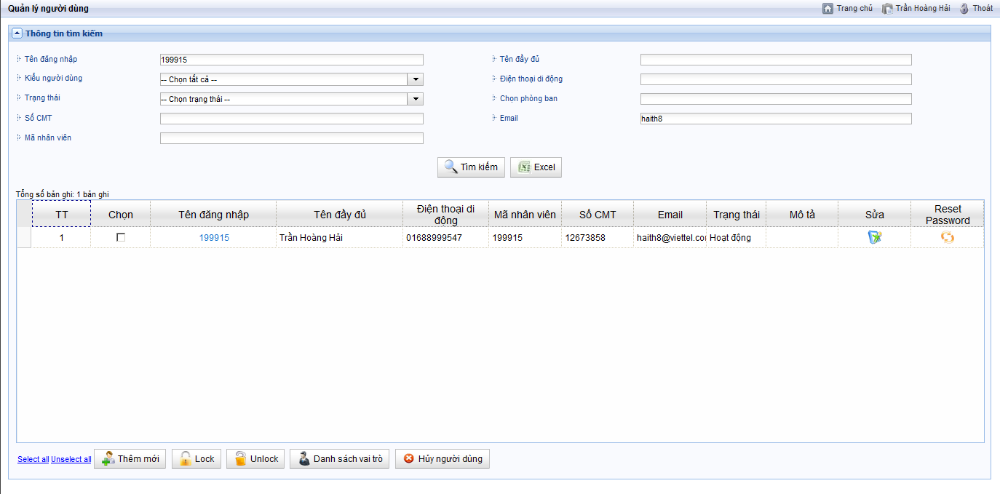 Quản lý người dùng
Trang chủ Trần Hoàng Hải Thoát
Thông tin tìm kiếm
Tên đăng nhập 199915 Tên đầy đủ
Kiểu người dùng -- Chọn tất cả -- Điện thoại di động
Trạng thái -- Chọn trạng thái -- Chọn phòng ban
Số CMT Email haith8
Mã nhân viên
Tìm kiếm Excel
Tổng số bản ghi: 1 bản ghi
TT Chọn Tên đăng nhập Tên đầy đủ Điện thoại di động Mã nhân viên Số CMT Email Trạng thái Mô tả Sửa Reset Password
1 199915 Trần Hoàng Hải 01688999547 199915 12673858 haith8@viettel.co Hoạt động
Select all Unselect all Thêm mới Lock Unlock Danh sách vai trò Hủy người dùng